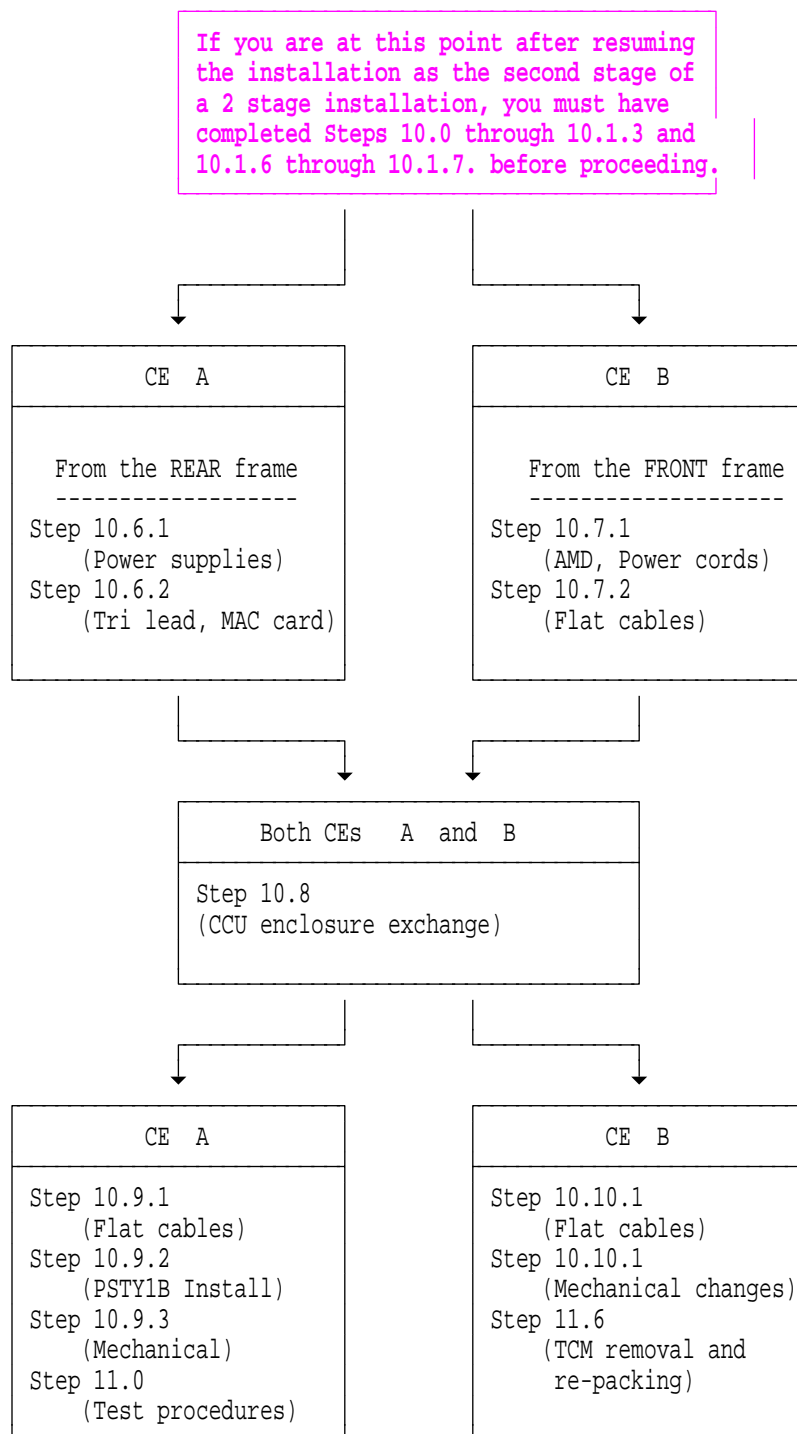 If you are at this point after resuming
the installation as the second stage of
a 2 stage installation, you must have
completed Steps 10.0 through 10.1.3 and
10.1.6 through 10.1.7. before proceeding.
CE A
From the REAR frame
-------------------
Step 10.6.1
(Power supplies)
Step 10.6.2
(Tri lead, MAC card)
CE B
From the FRONT frame
--------------------
Step 10.7.1
(AMD, Power cords)
Step 10.7.2
(Flat cables)
Both CEs A and B
Step 10.8
(CCU enclosure exchange)
CE A
Step 10.9.1
(Flat cables)
Step 10.9.2
(PSTY1B Install)
Step 10.9.3
(Mechanical)
Step 11.0
(Test procedures)
CE B
Step 10.10.1
(Flat cables)
Step 10.10.1
(Mechanical changes)
Step 11.6
(TCM removal and
re-packing)